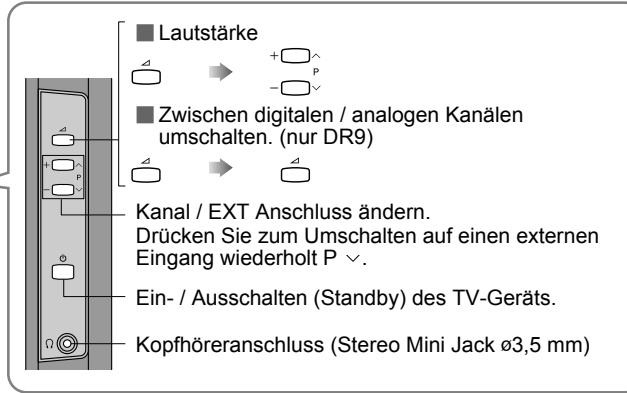 ■ Lautstärke
+
P
–
■ Zwischen digitalen / analogen Kanälen
umschalten. (nur DR9)
+
P
–
Kanal / EXT Anschluss ändern.
Drücken Sie zum Umschalten auf einen externen
Eingang wiederholt P ∨.
Ein- / Ausschalten (Standby) des TV-Geräts.
Kopfhöreranschluss (Stereo Mini Jack ø3,5 mm)